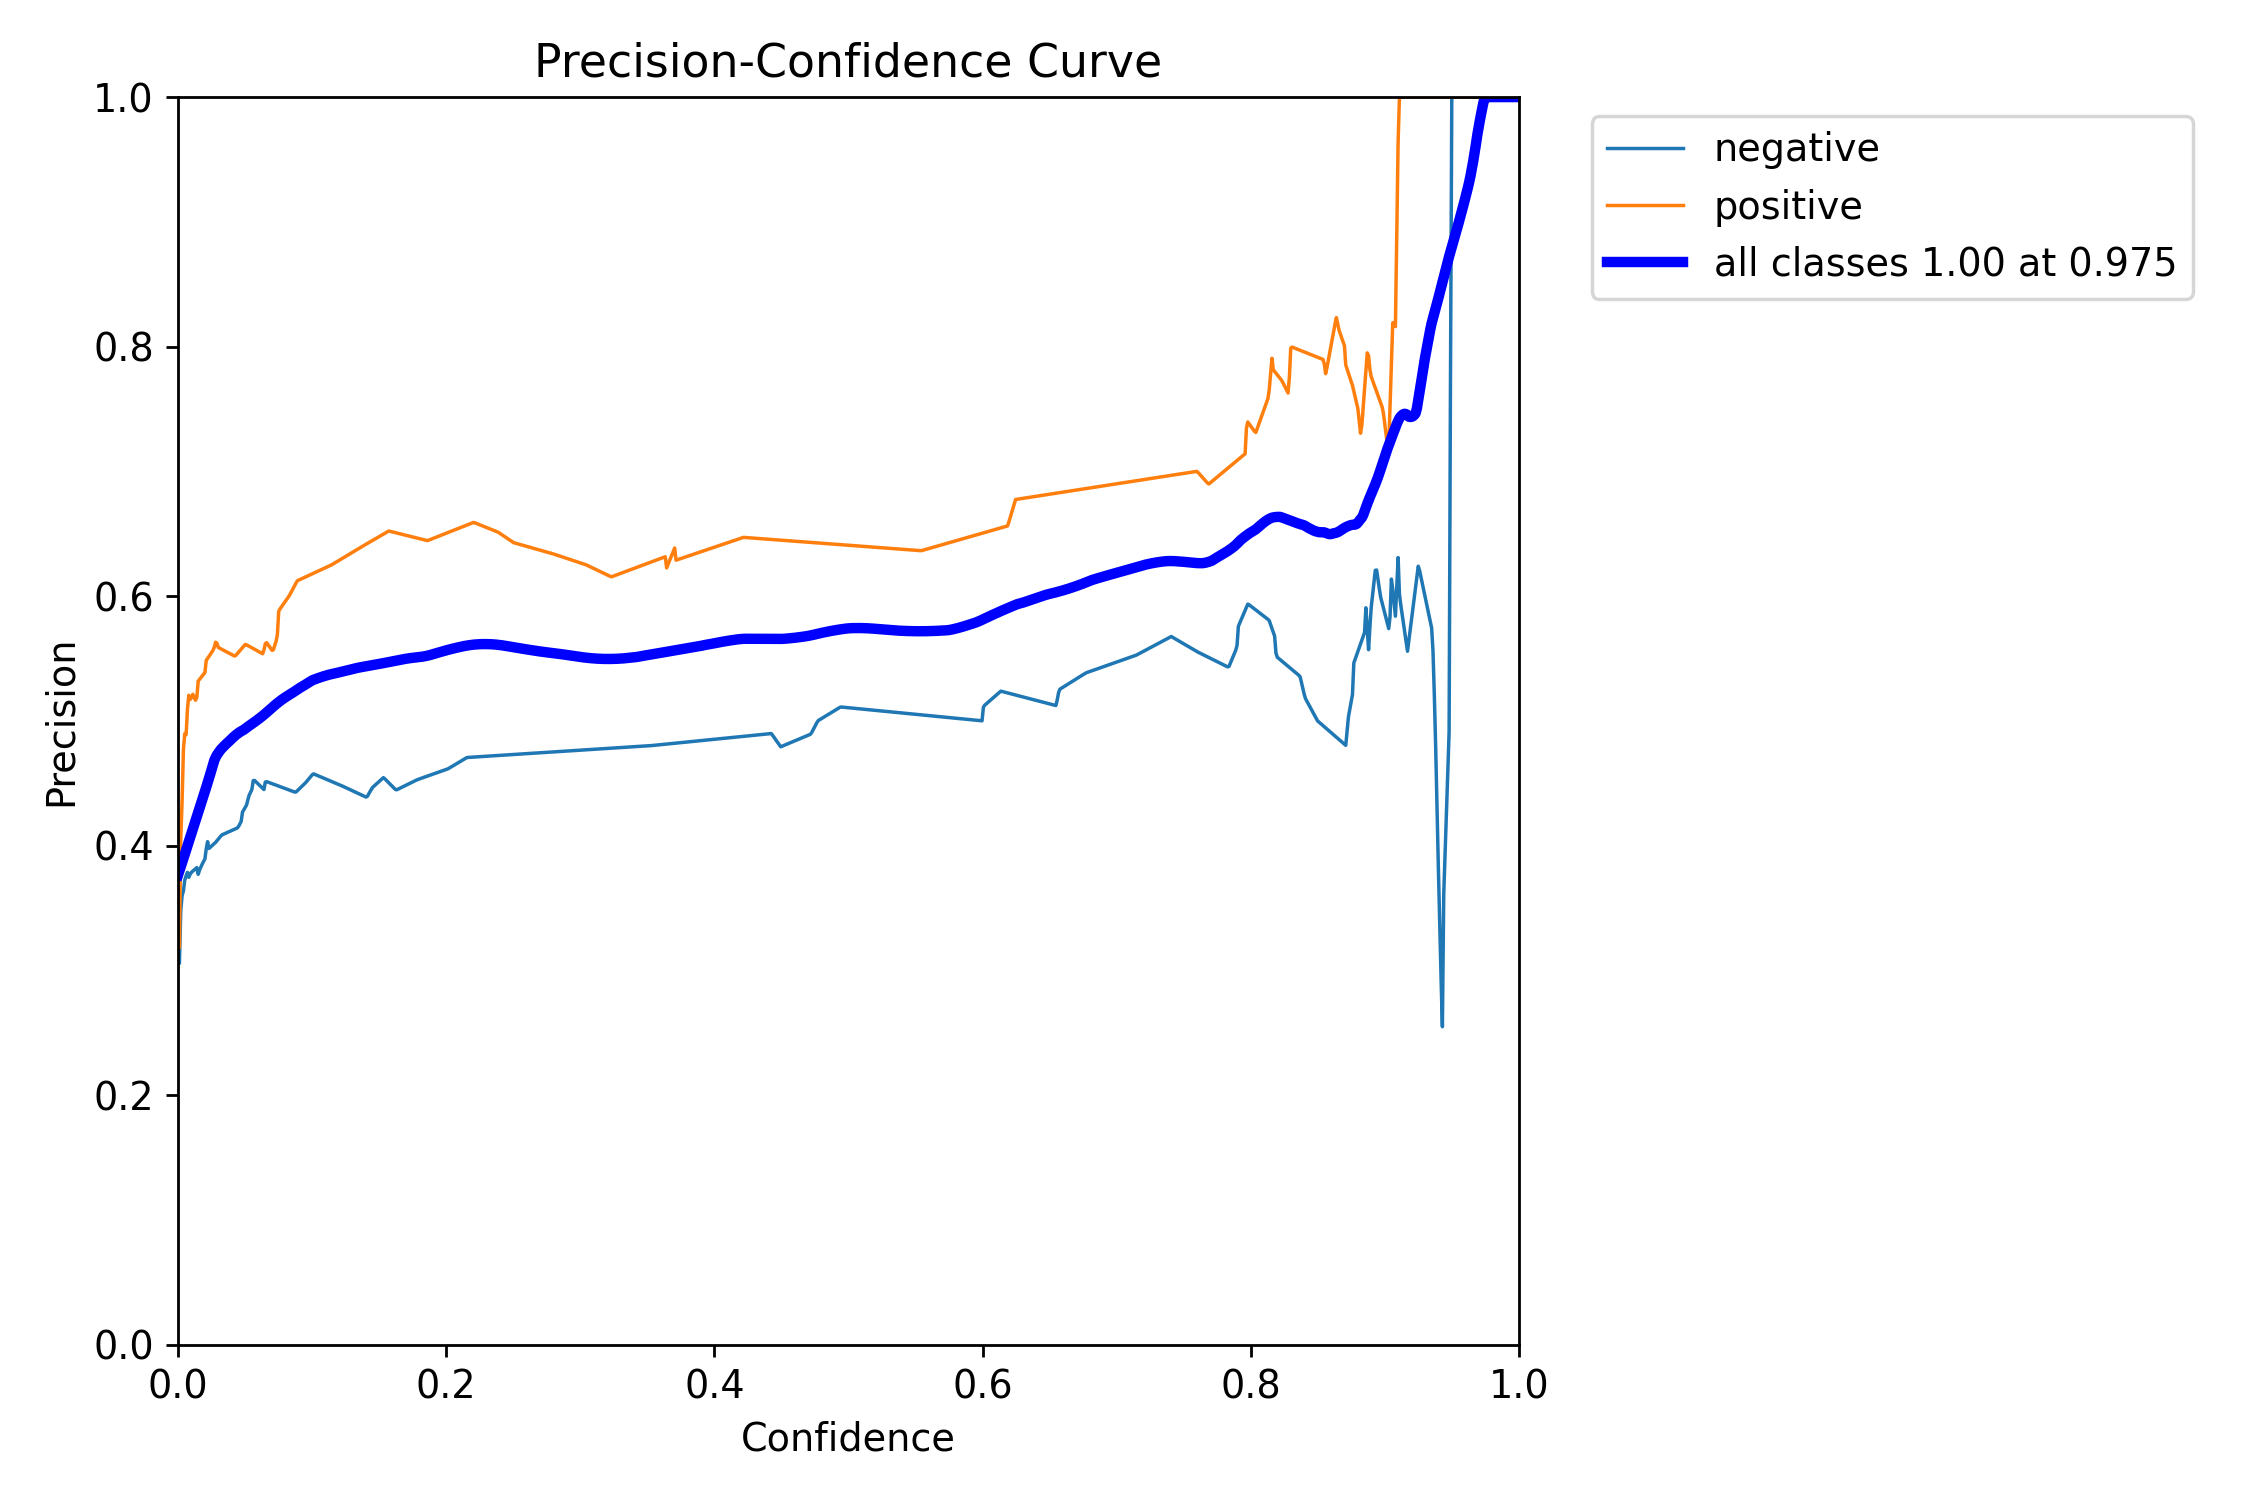 Precision-Confidence Curve
1.0
0.8
0.6
0.4
0.2
0.0
Precision
0.0 0.2 0.4 0.6 0.8 1.0
Confidence
negative
positive
all classes 1.00 at 0.975